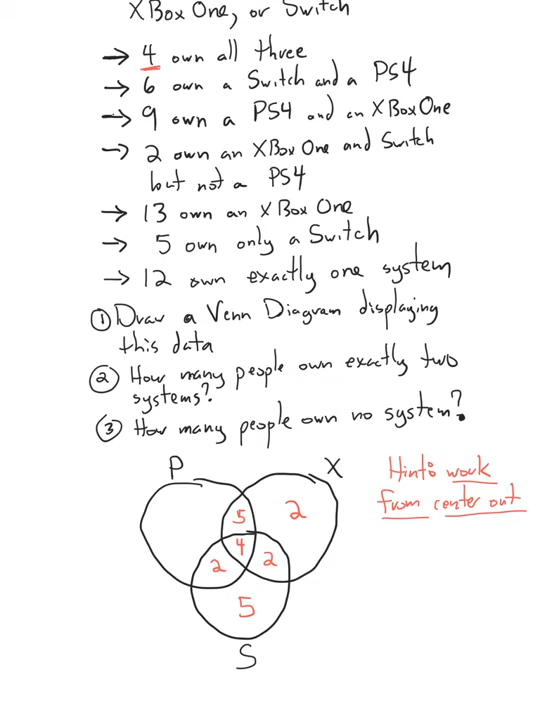 XBox One, or Switch
→ 4 own all three
→ 6 own a Switch and a PS4
→ 9 own a PS4 and an XBox One
→ 2 own an XBox One and Switch
but not a PS4
→ 13 own an XBox One
→ 5 own only a Switch
→ 12 own exactly one system
① Draw a Venn Diagram displaying
this data
② How many people own exactly two
systems?
③ How many people own no system?
P
X
Hint: work
from center out
5
2
4
2
2
5
S